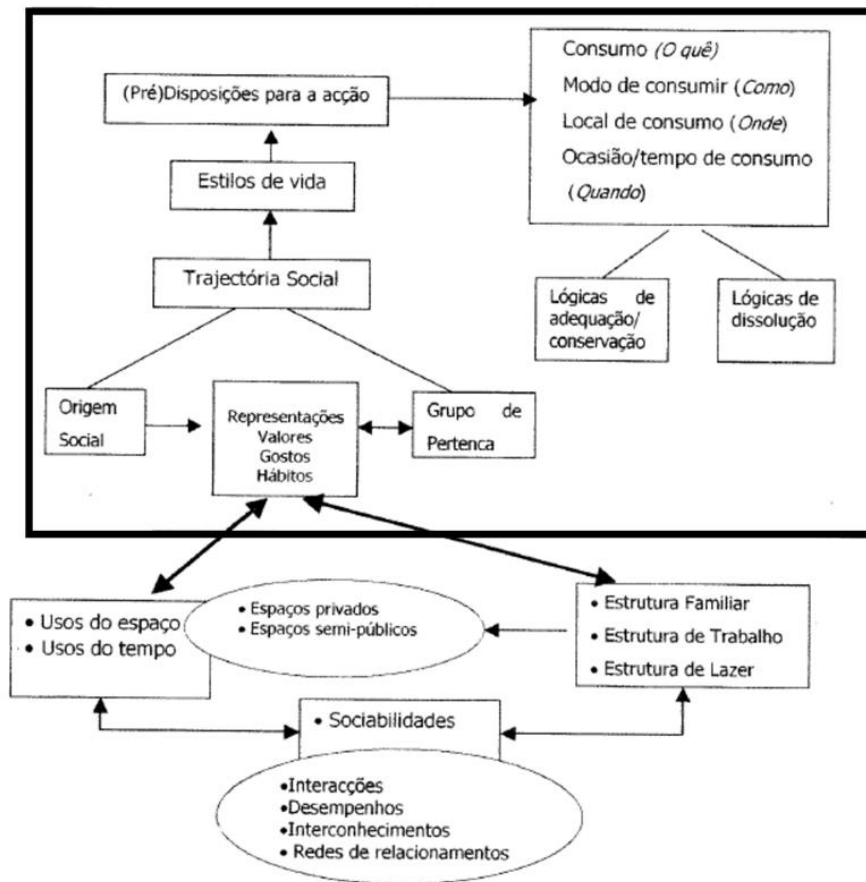 Consumo (O quê)
Modo de consumir (Como)
Local de consumo (Onde)
Ocasião/tempo de consumo
(Quando)
(Pré)Disposições para a acção
Estilos de vida
Trajectória Social
Lógicas de
adequação/
conservação
Lógicas de
dissolução
Origem
Social
Representações
Valores
Gostos
Hábitos
Grupo de
Pertenca
• Usos do espaço
• Usos do tempo
• Espaços privados
• Espaços semi-públicos
• Estrutura Familiar
• Estrutura de Trabalho
• Estrutura de Lazer
• Sociabilidades
•Interacções
•Desempenhos
•Interconhecimentos
• Redes de relacionamentos